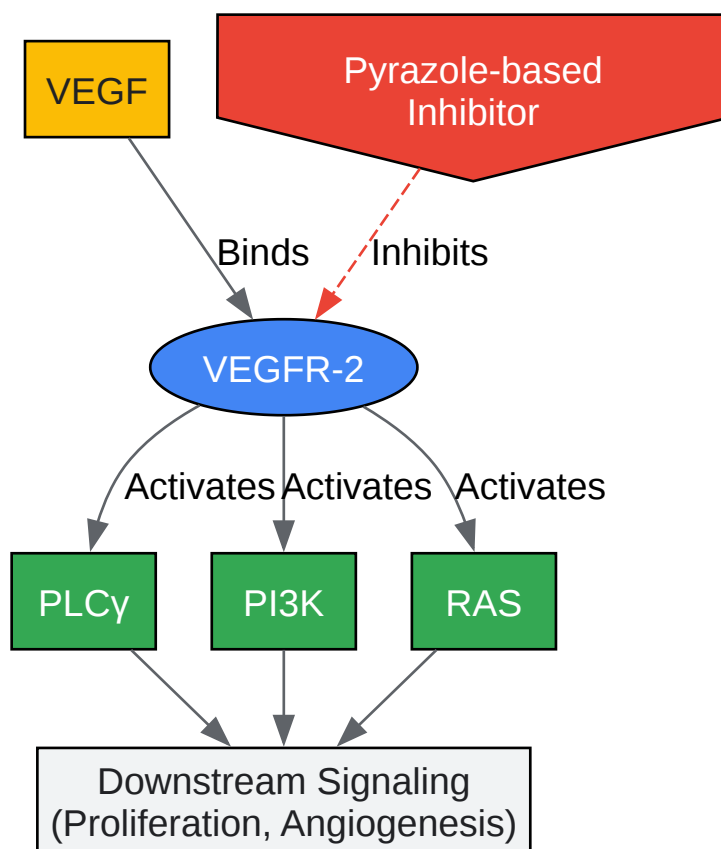 VEGF
Pyrazole-based
Inhibitor
Binds
Inhibits
VEGFR-2
Activates
Activates
Activates
PLCγ
PI3K
RAS
Downstream Signaling
(Proliferation, Angiogenesis)